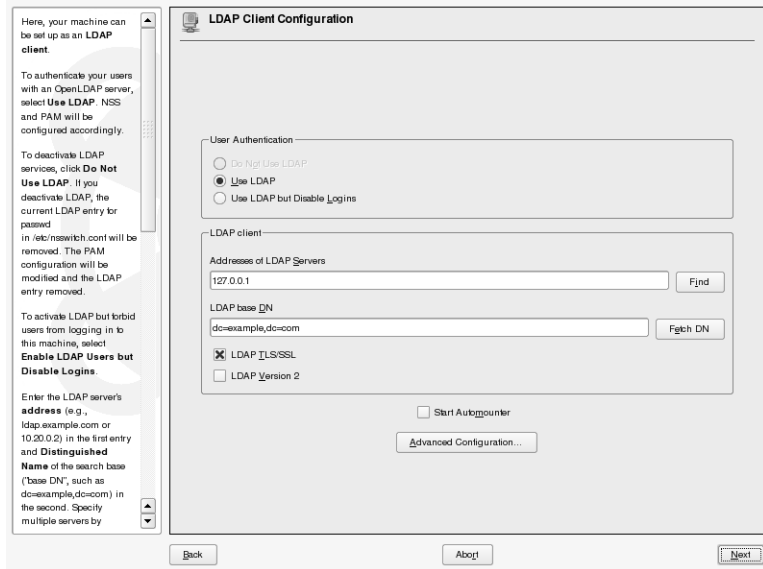 Here, your machine can
be set up as an LDAP
client.
To authenticate your users
with an OpenLDAP server,
select Use LDAP. NSS
and PAM will be
configured accordingly.
To deactivate LDAP
services, click Do Not
Use LDAP. If you
deactivate LDAP, the
current LDAP entry for
passwd
in /etc/nsswitch.conf will be
removed. The PAM
configuration will be
modified and the LDAP
entry removed.
To activate LDAP but forbid
users from logging in to
this machine, select
Enable LDAP Users but
Disable Logins.
Enter the LDAP server's
address (e.g.,
ldap.example.com or
10.20.0.2) in the first entry
and Distinguished
Name of the search base
("base DN", such as
dc=example,dc=com) in
the second. Specify
multiple servers by
LDAP Client Configuration
User Authentication
Do Not Use LDAP
Use LDAP
Use LDAP but Disable Logins
LDAP client
Addresses of LDAP Servers
127.0.0.1
Find
LDAP base DN
dc=example,dc=com
Fetch DN
LDAP TLS/SSL
LDAP Version 2
Start Automounter
Advanced Configuration...
Back
Abort
Next